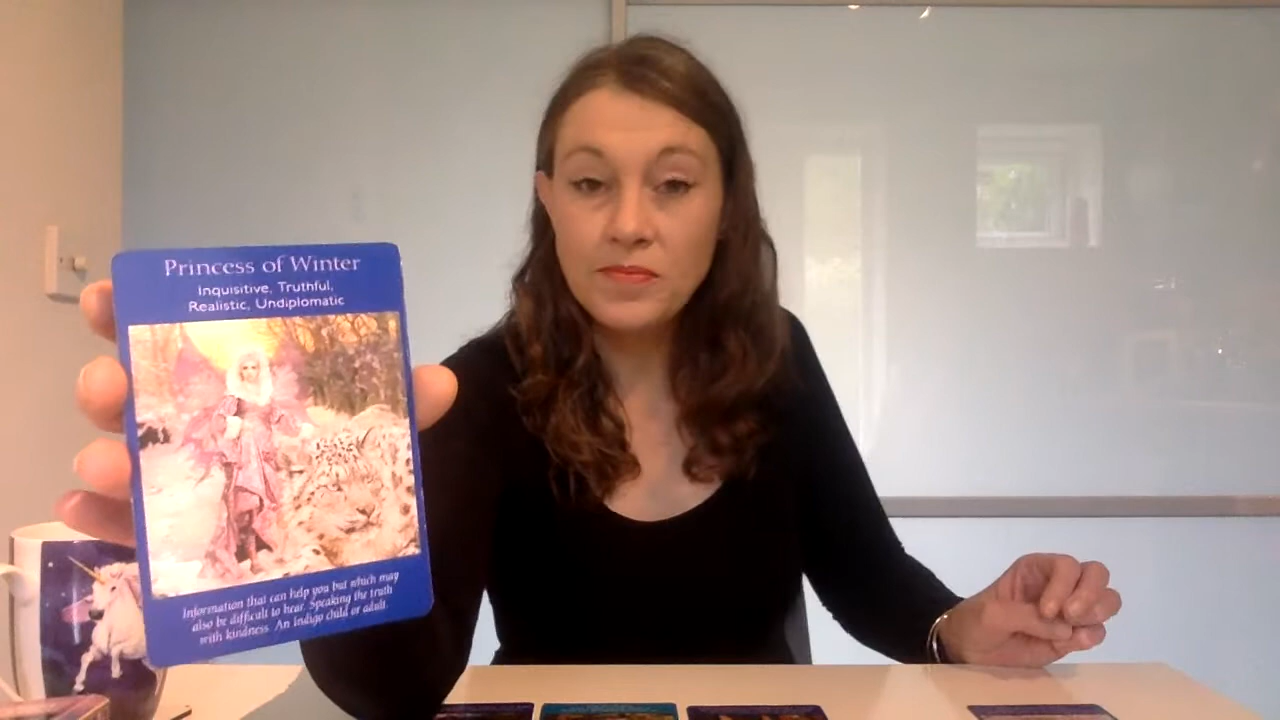 Princess of Winter
Inquisitive, Truthful,
Realistic, Undiplomatic
Information that can help you but which may
also be difficult to hear. Speaking the truth
with kindness. An Indigo child or adult.